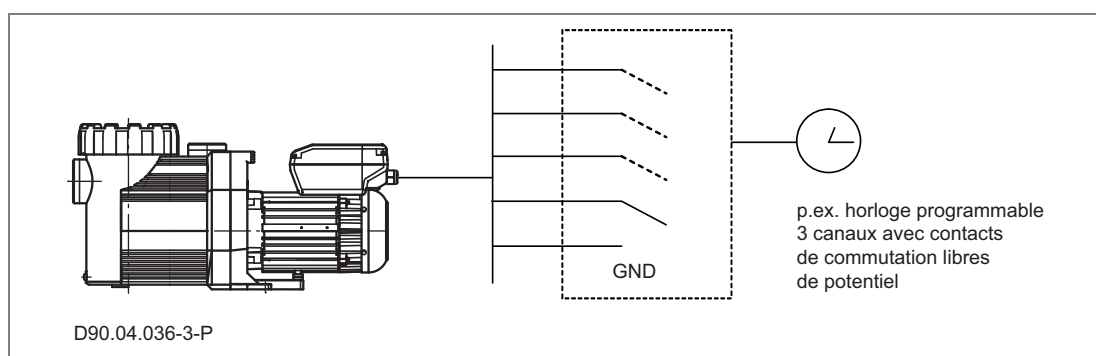 GND
p.ex. horloge programmable
3 canaux avec contacts
de commutation libres
de potentiel
D90.04.036-3-P